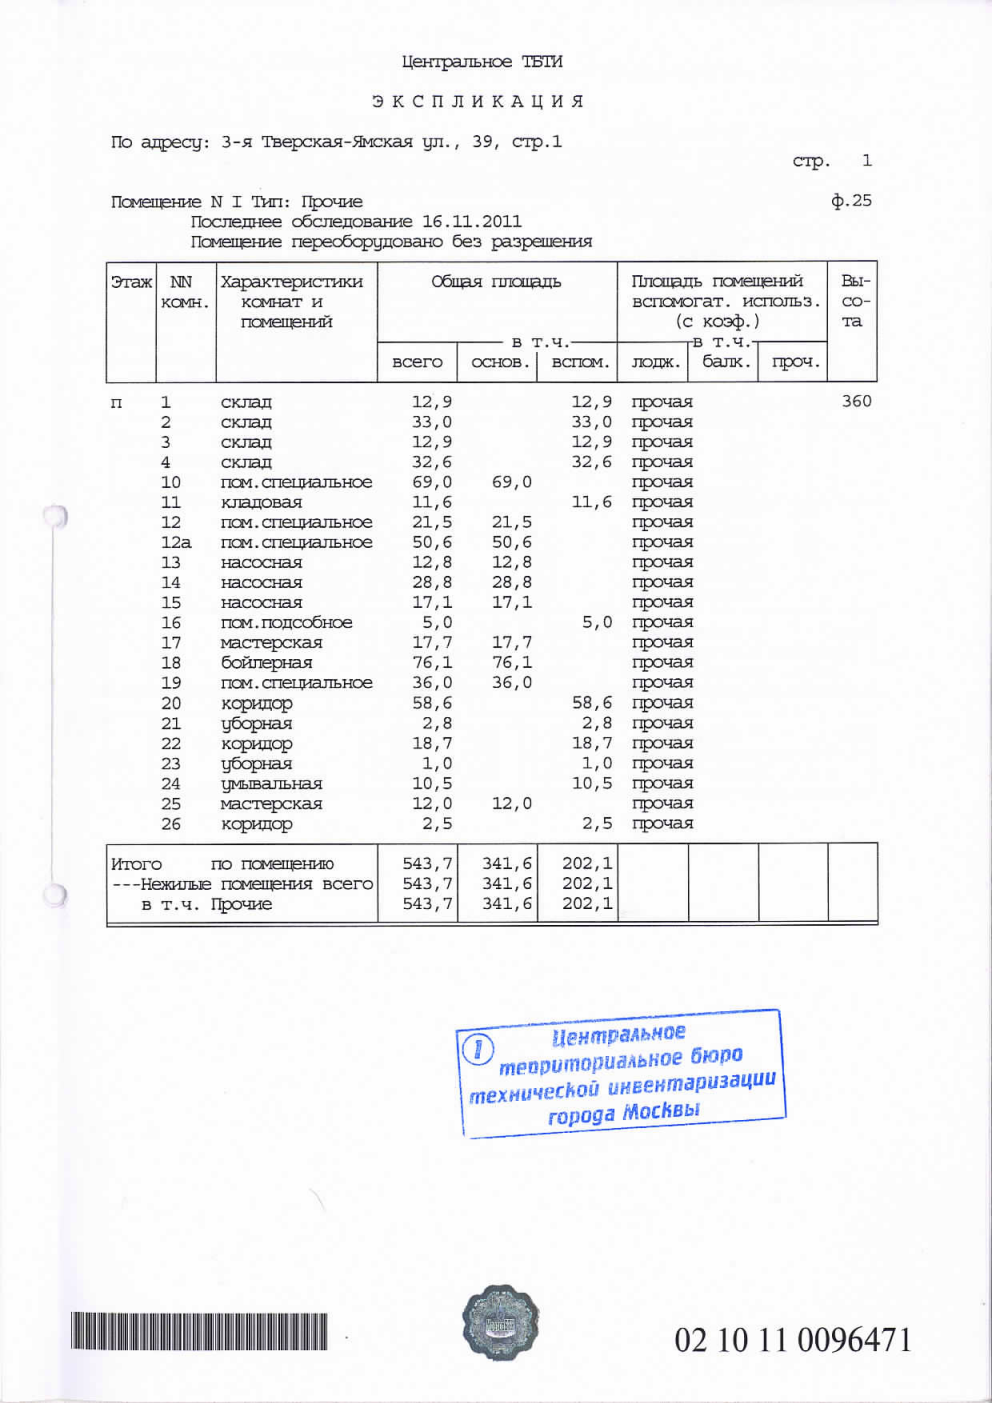 Центральное ТБТИ
Э К С П Л И К А Ц И Я
По адресу: 3-я Тверская-Ямская ул., 39, стр.1
стр. 1
Помещение N I Тип: Прочие ф.25
Последнее обследование 16.11.2011
Помещение переоборудовано без разрешения
Этаж NN Характеристики Общая площадь Площадь помещений Вы-
комн. комнат и вспомогат. использ. со-
помещений (с коэф.) та
в т.ч. в т.ч.
всего основ. вспом. лодж. балк. проч.
п 1 склад 12,9 12,9 прочая 360
2 склад 33,0 33,0 прочая
3 склад 12,9 12,9 прочая
4 склад 32,6 32,6 прочая
10 пом.специальное 69,0 69,0 прочая
11 кладовая 11,6 11,6 прочая
12 пом.специальное 21,5 21,5 прочая
12а пом.специальное 50,6 50,6 прочая
13 насосная 12,8 12,8 прочая
14 насосная 28,8 28,8 прочая
15 насосная 17,1 17,1 прочая
16 пом.подсобное 5,0 5,0 прочая
17 мастерская 17,7 17,7 прочая
18 бойлерная 76,1 76,1 прочая
19 пом.специальное 36,0 36,0 прочая
20 коридор 58,6 58,6 прочая
21 уборная 2,8 2,8 прочая
22 коридор 18,7 18,7 прочая
23 уборная 1,0 1,0 прочая
24 умывальная 10,5 10,5 прочая
25 мастерская 12,0 12,0 прочая
26 коридор 2,5 2,5 прочая
Итого по помещению 543,7 341,6 202,1
---Нежилые помещения всего 543,7 341,6 202,1
в т.ч. Прочие 543,7 341,6 202,1
1 Центральное
территориальное бюро
технической инвентаризации
города Москвы
02 10 11 0096471